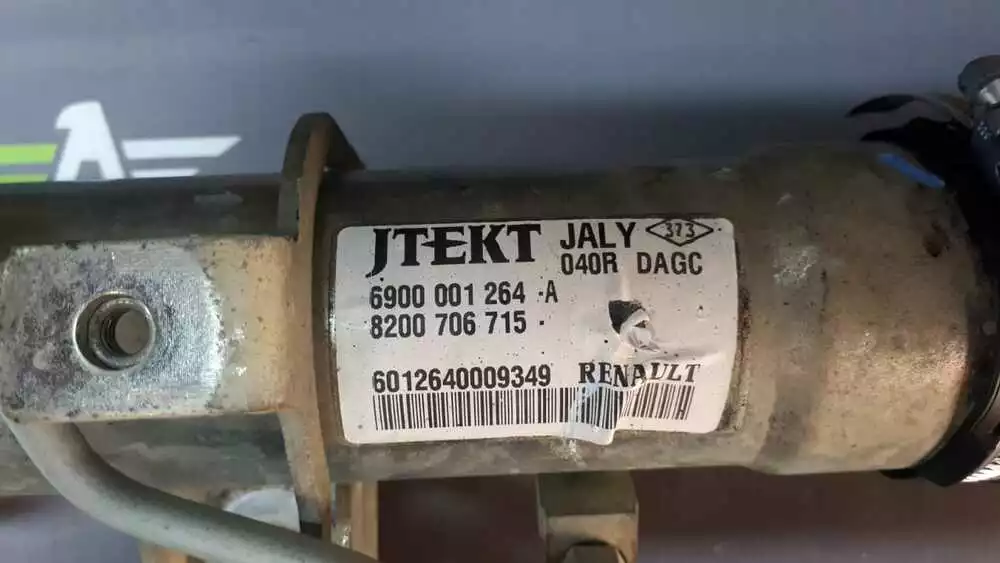 JTEKT JALY 373
040R DAGC
6900 001 264 -A
8200 706 715 -
6012640009349 RENAULT